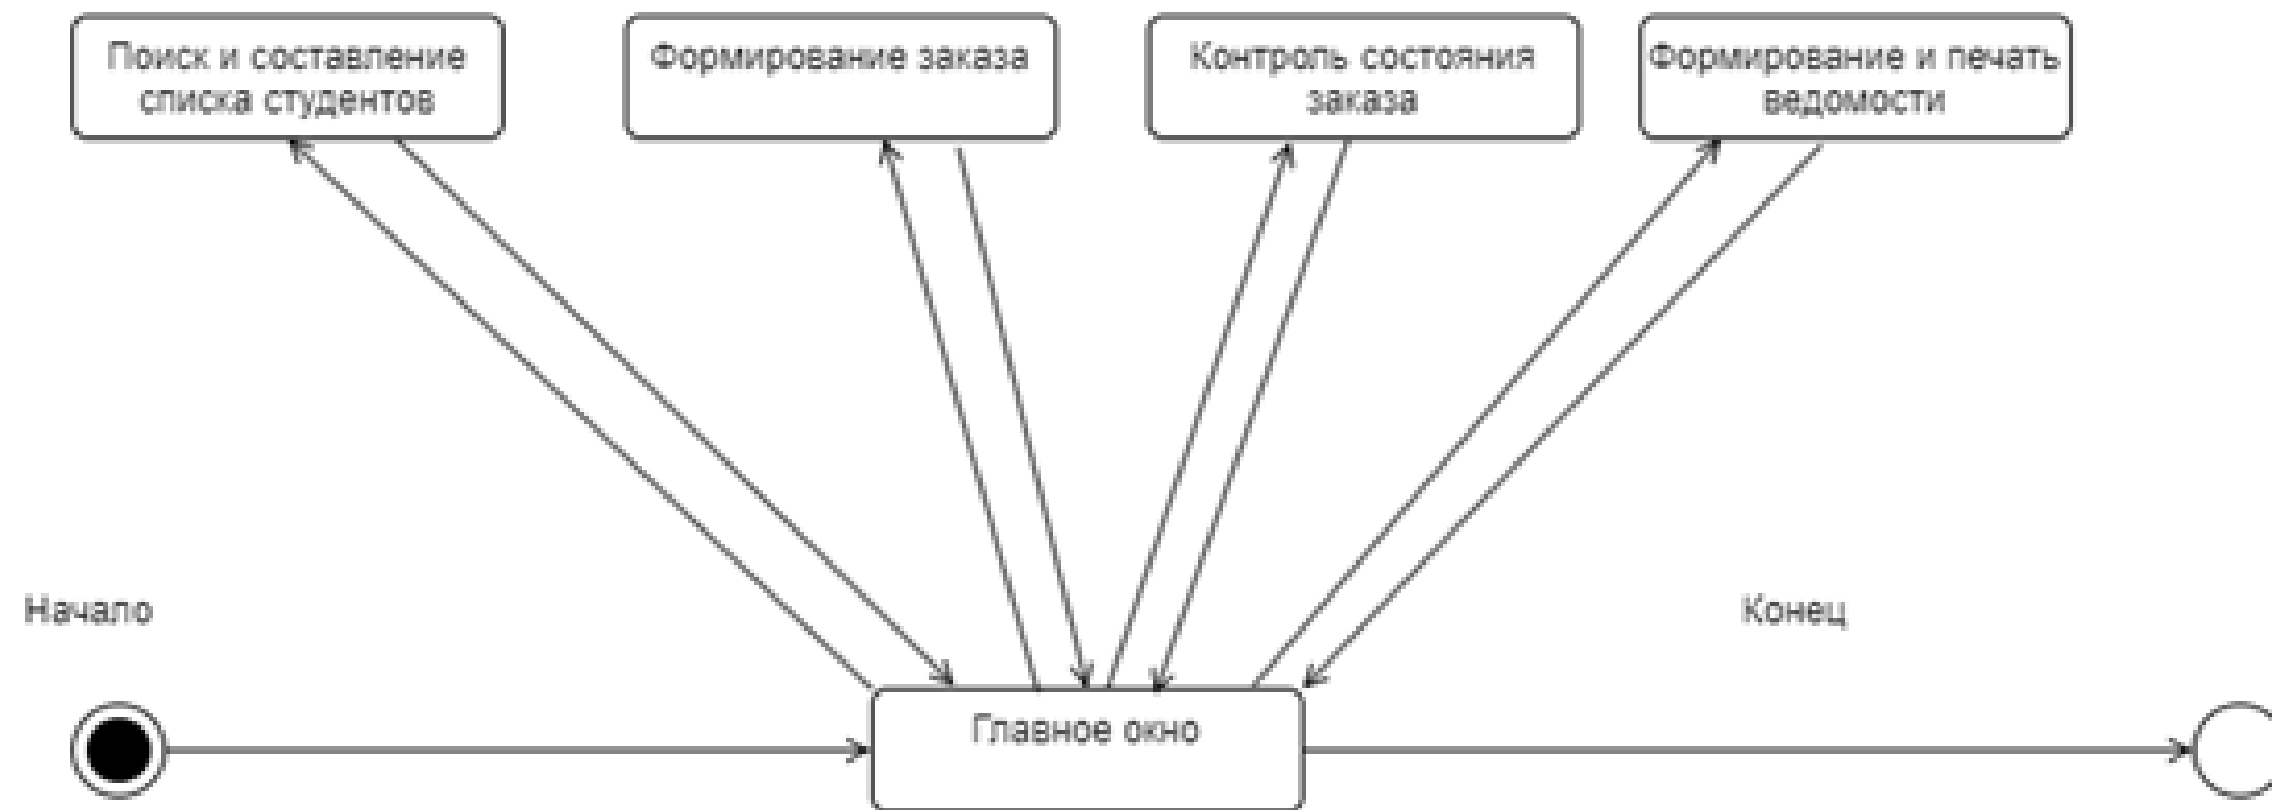 Поиск и составление
списка студентов
Формирование заказа
Контроль состояния
заказа
Формирование и печать
ведомости
Начало
Конец
Главное окно